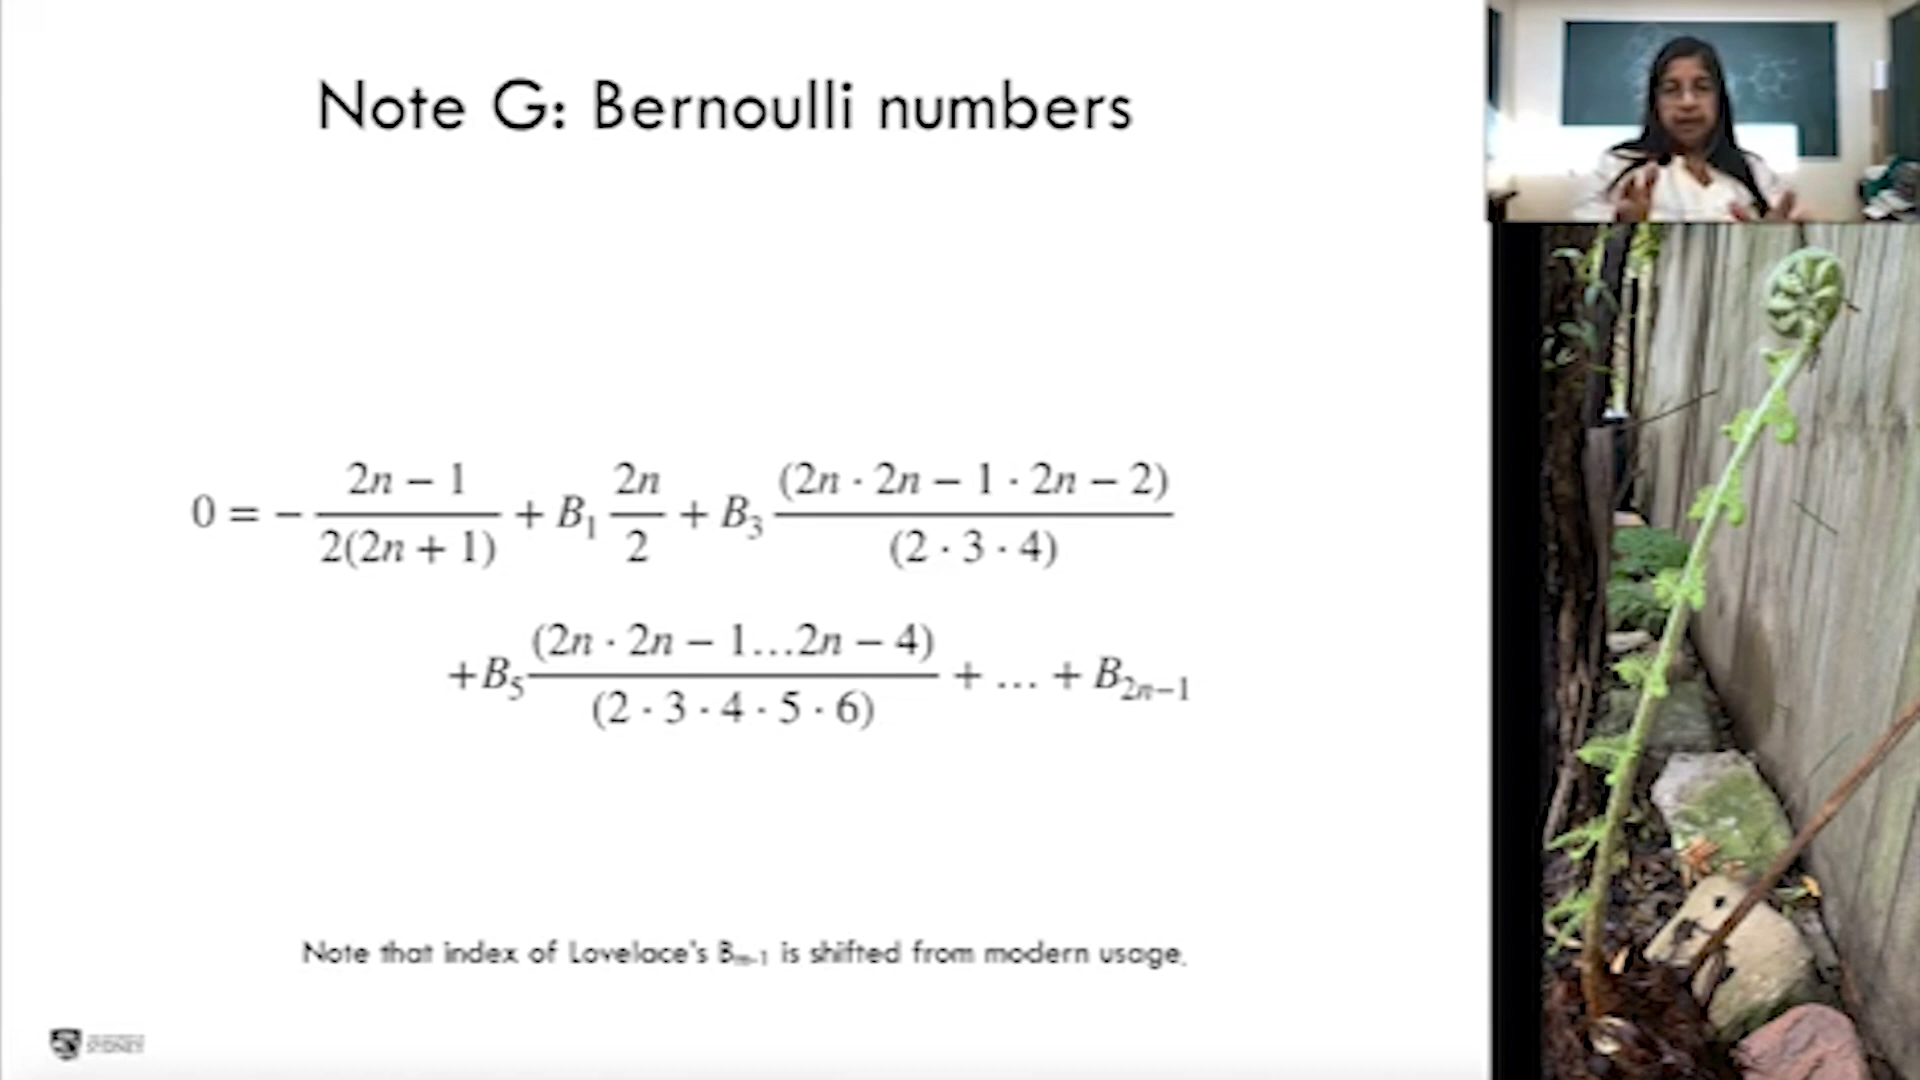 Note G: Bernoulli numbers
0 = − (2n − 1)/(2(2n + 1)) + B₁ (2n)/(2) + B₃ (2n · 2n − 1 · 2n − 2)/(2 · 3 · 4)
+B₅ (2n · 2n − 1...2n − 4)/(2 · 3 · 4 · 5 · 6) + ... + B₂ₙ₋₁
Note that index of Lovelace's Bₘ₋₁ is shifted from modern usage.
SYDNEY